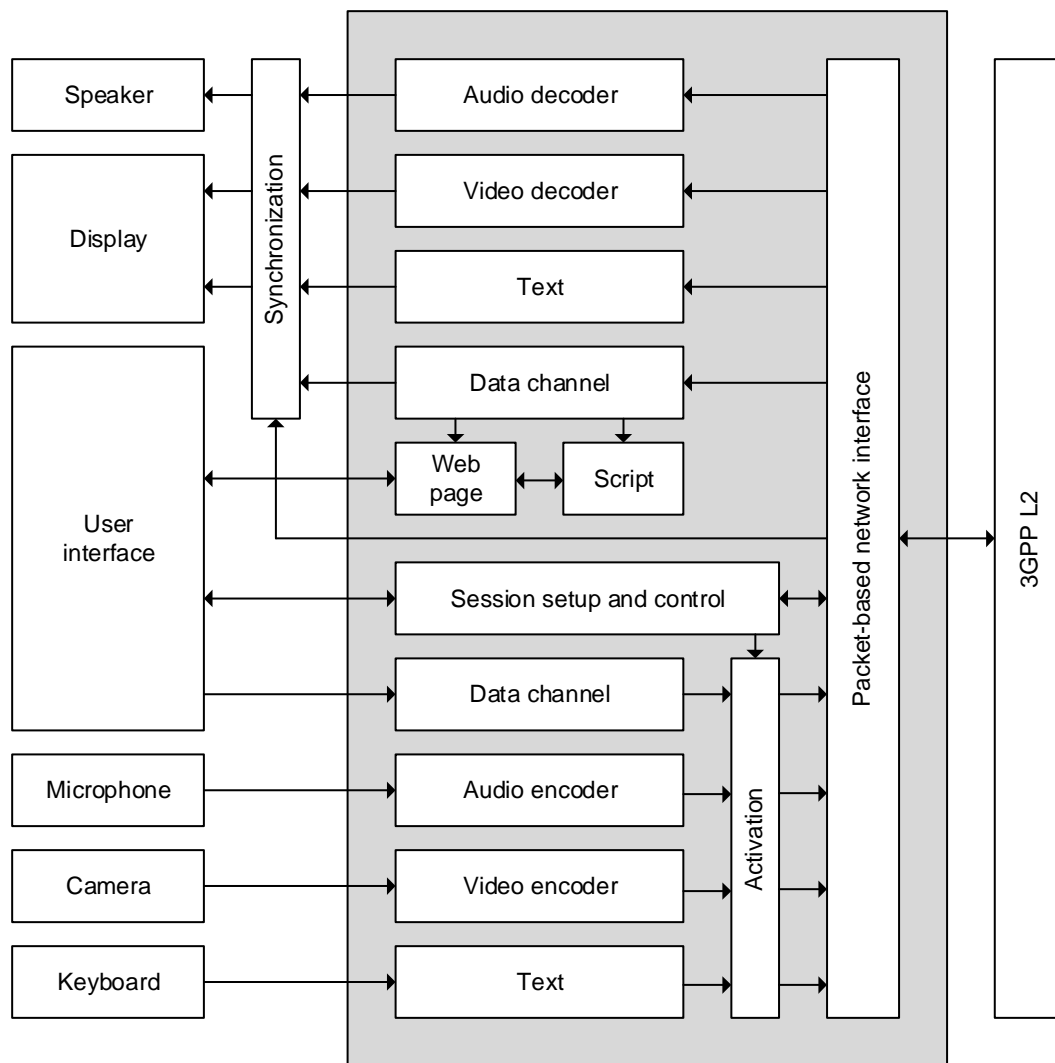 Speaker
Audio decoder
Display
Synchronization
Video decoder
Text
Data channel
Web
page
Script
User
interface
Session setup and control
Data channel
Microphone
Audio encoder
Camera
Video encoder
Keyboard
Text
Activation
Packet-based network interface
3GPP L2